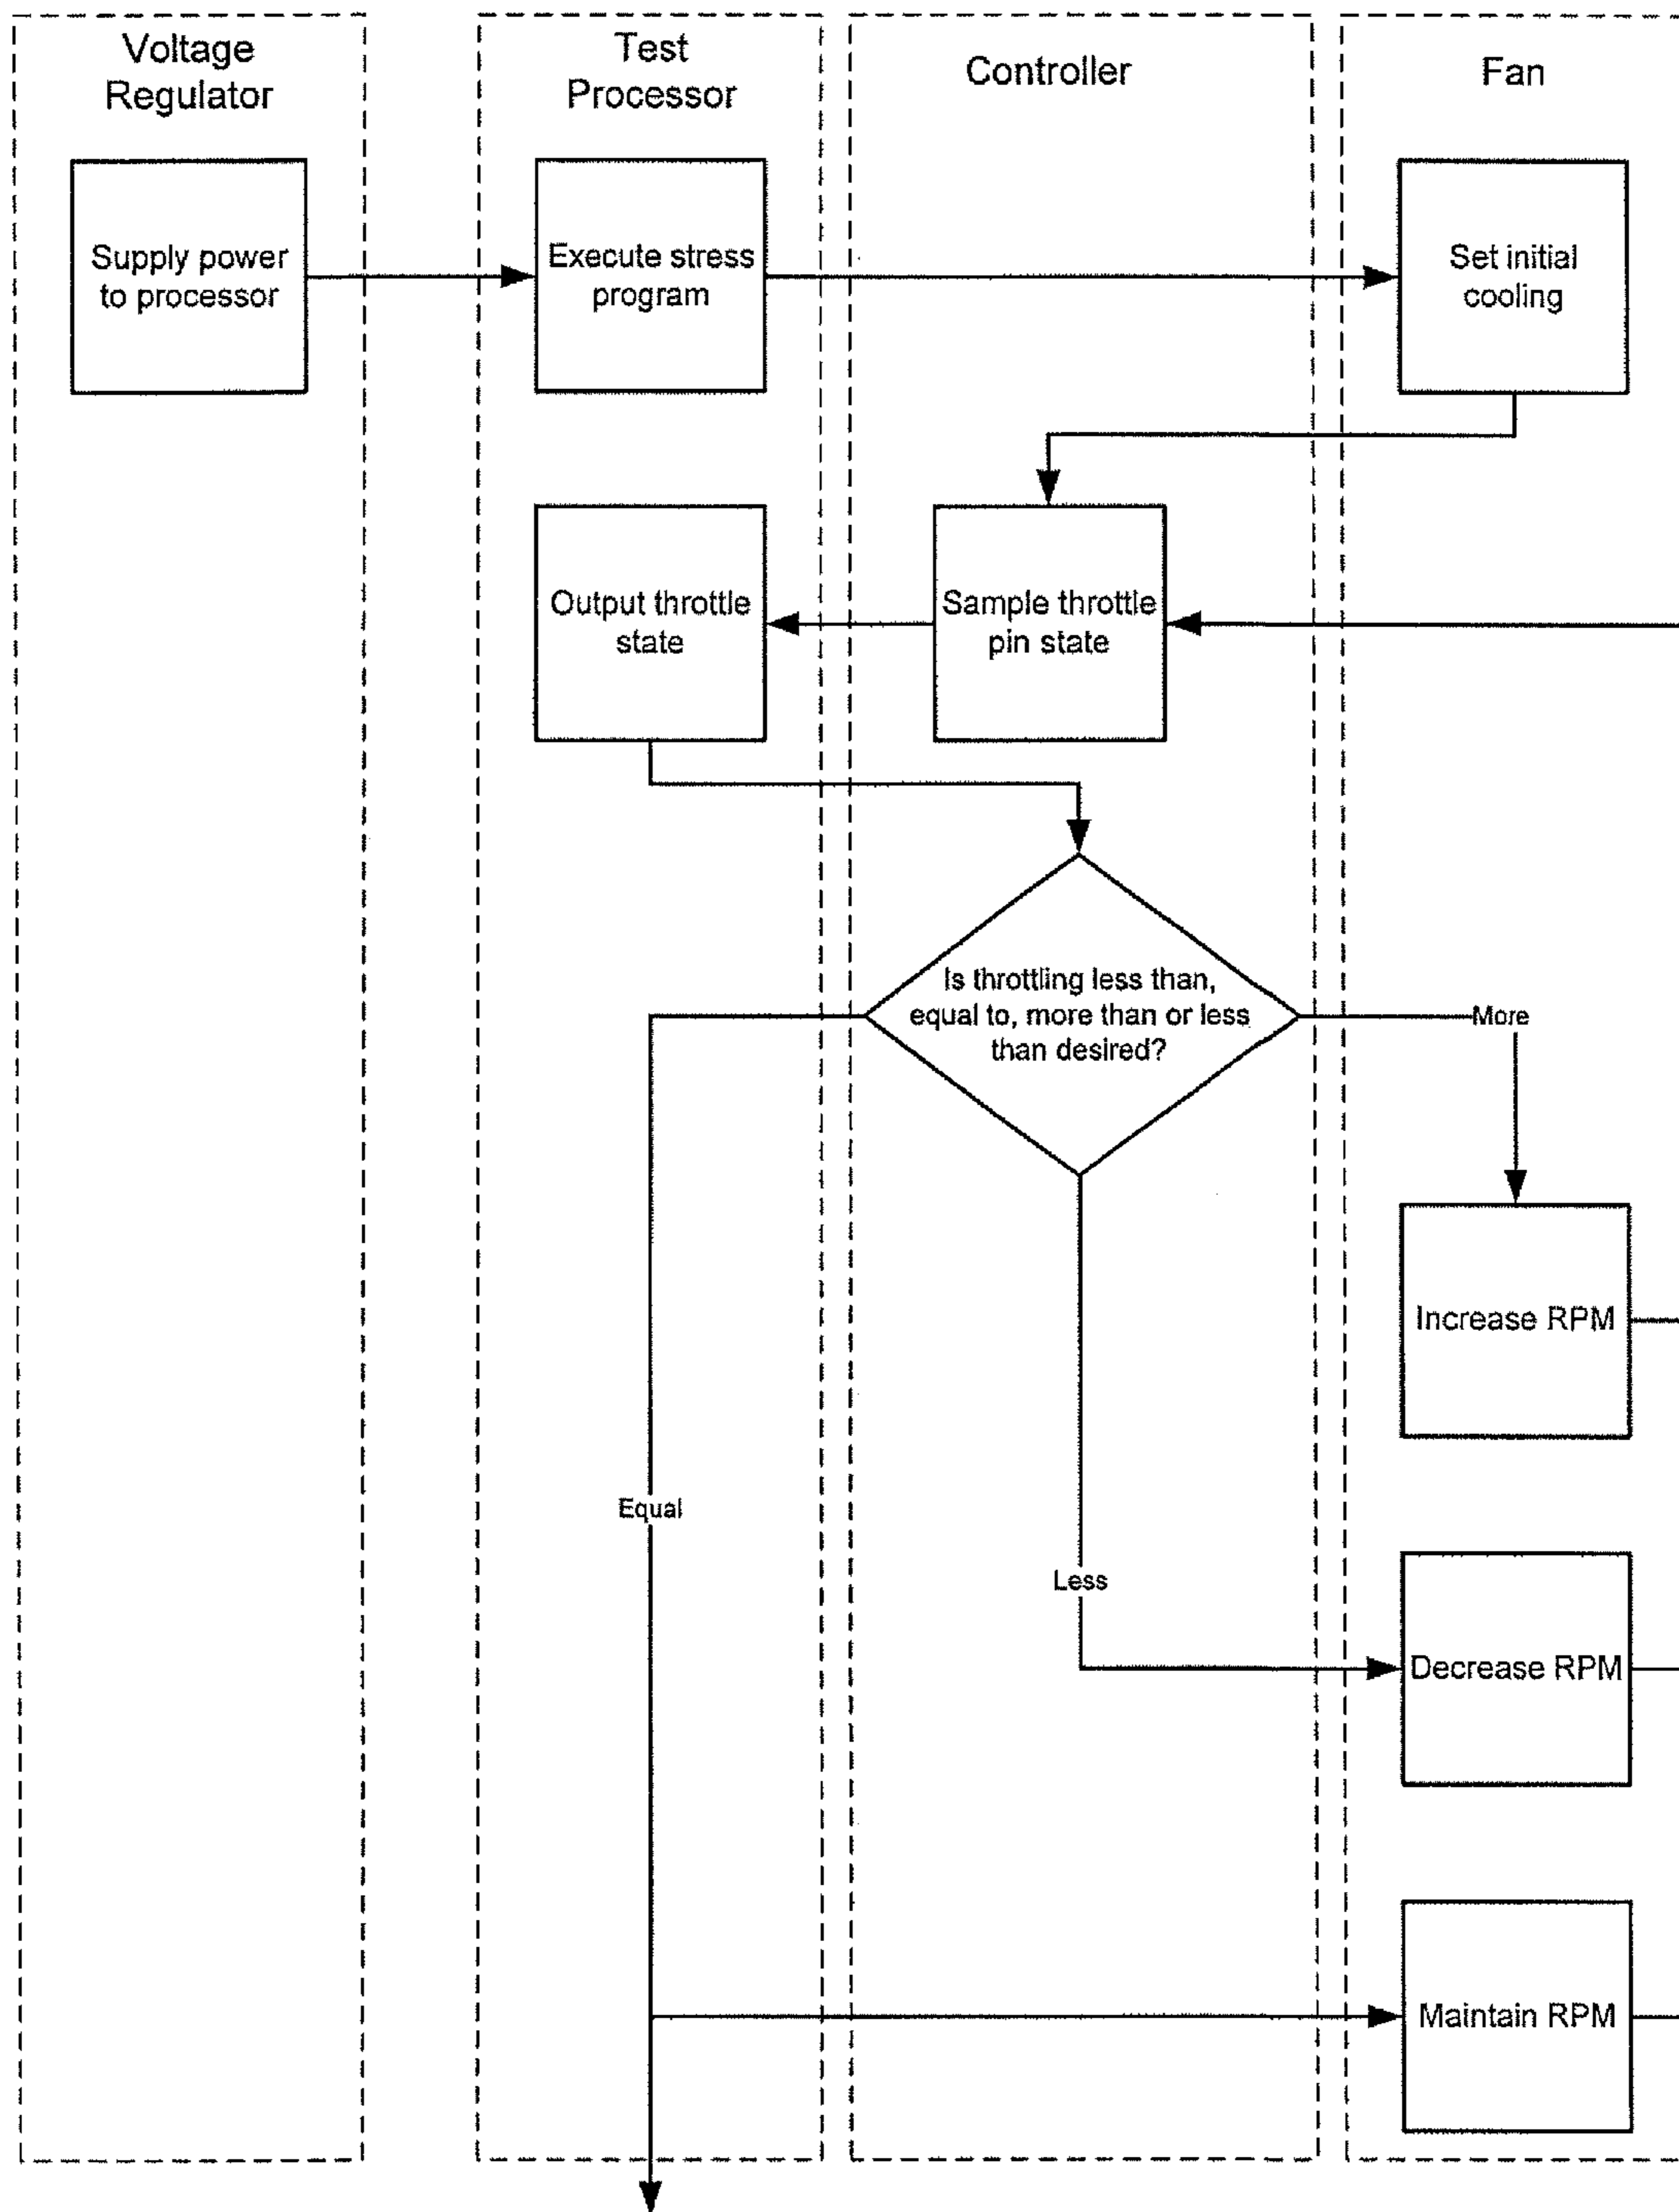 Voltage
Regulator
Test
Processor
Controller
Fan
Supply power
to processor
Execute stress
program
Set initial
cooling
Output throttle
state
Sample throttle
pin state
Is throttling less than,
equal to, more than or less
than desired?
More
Increase RPM
Equal
Less
Decrease RPM
Maintain RPM